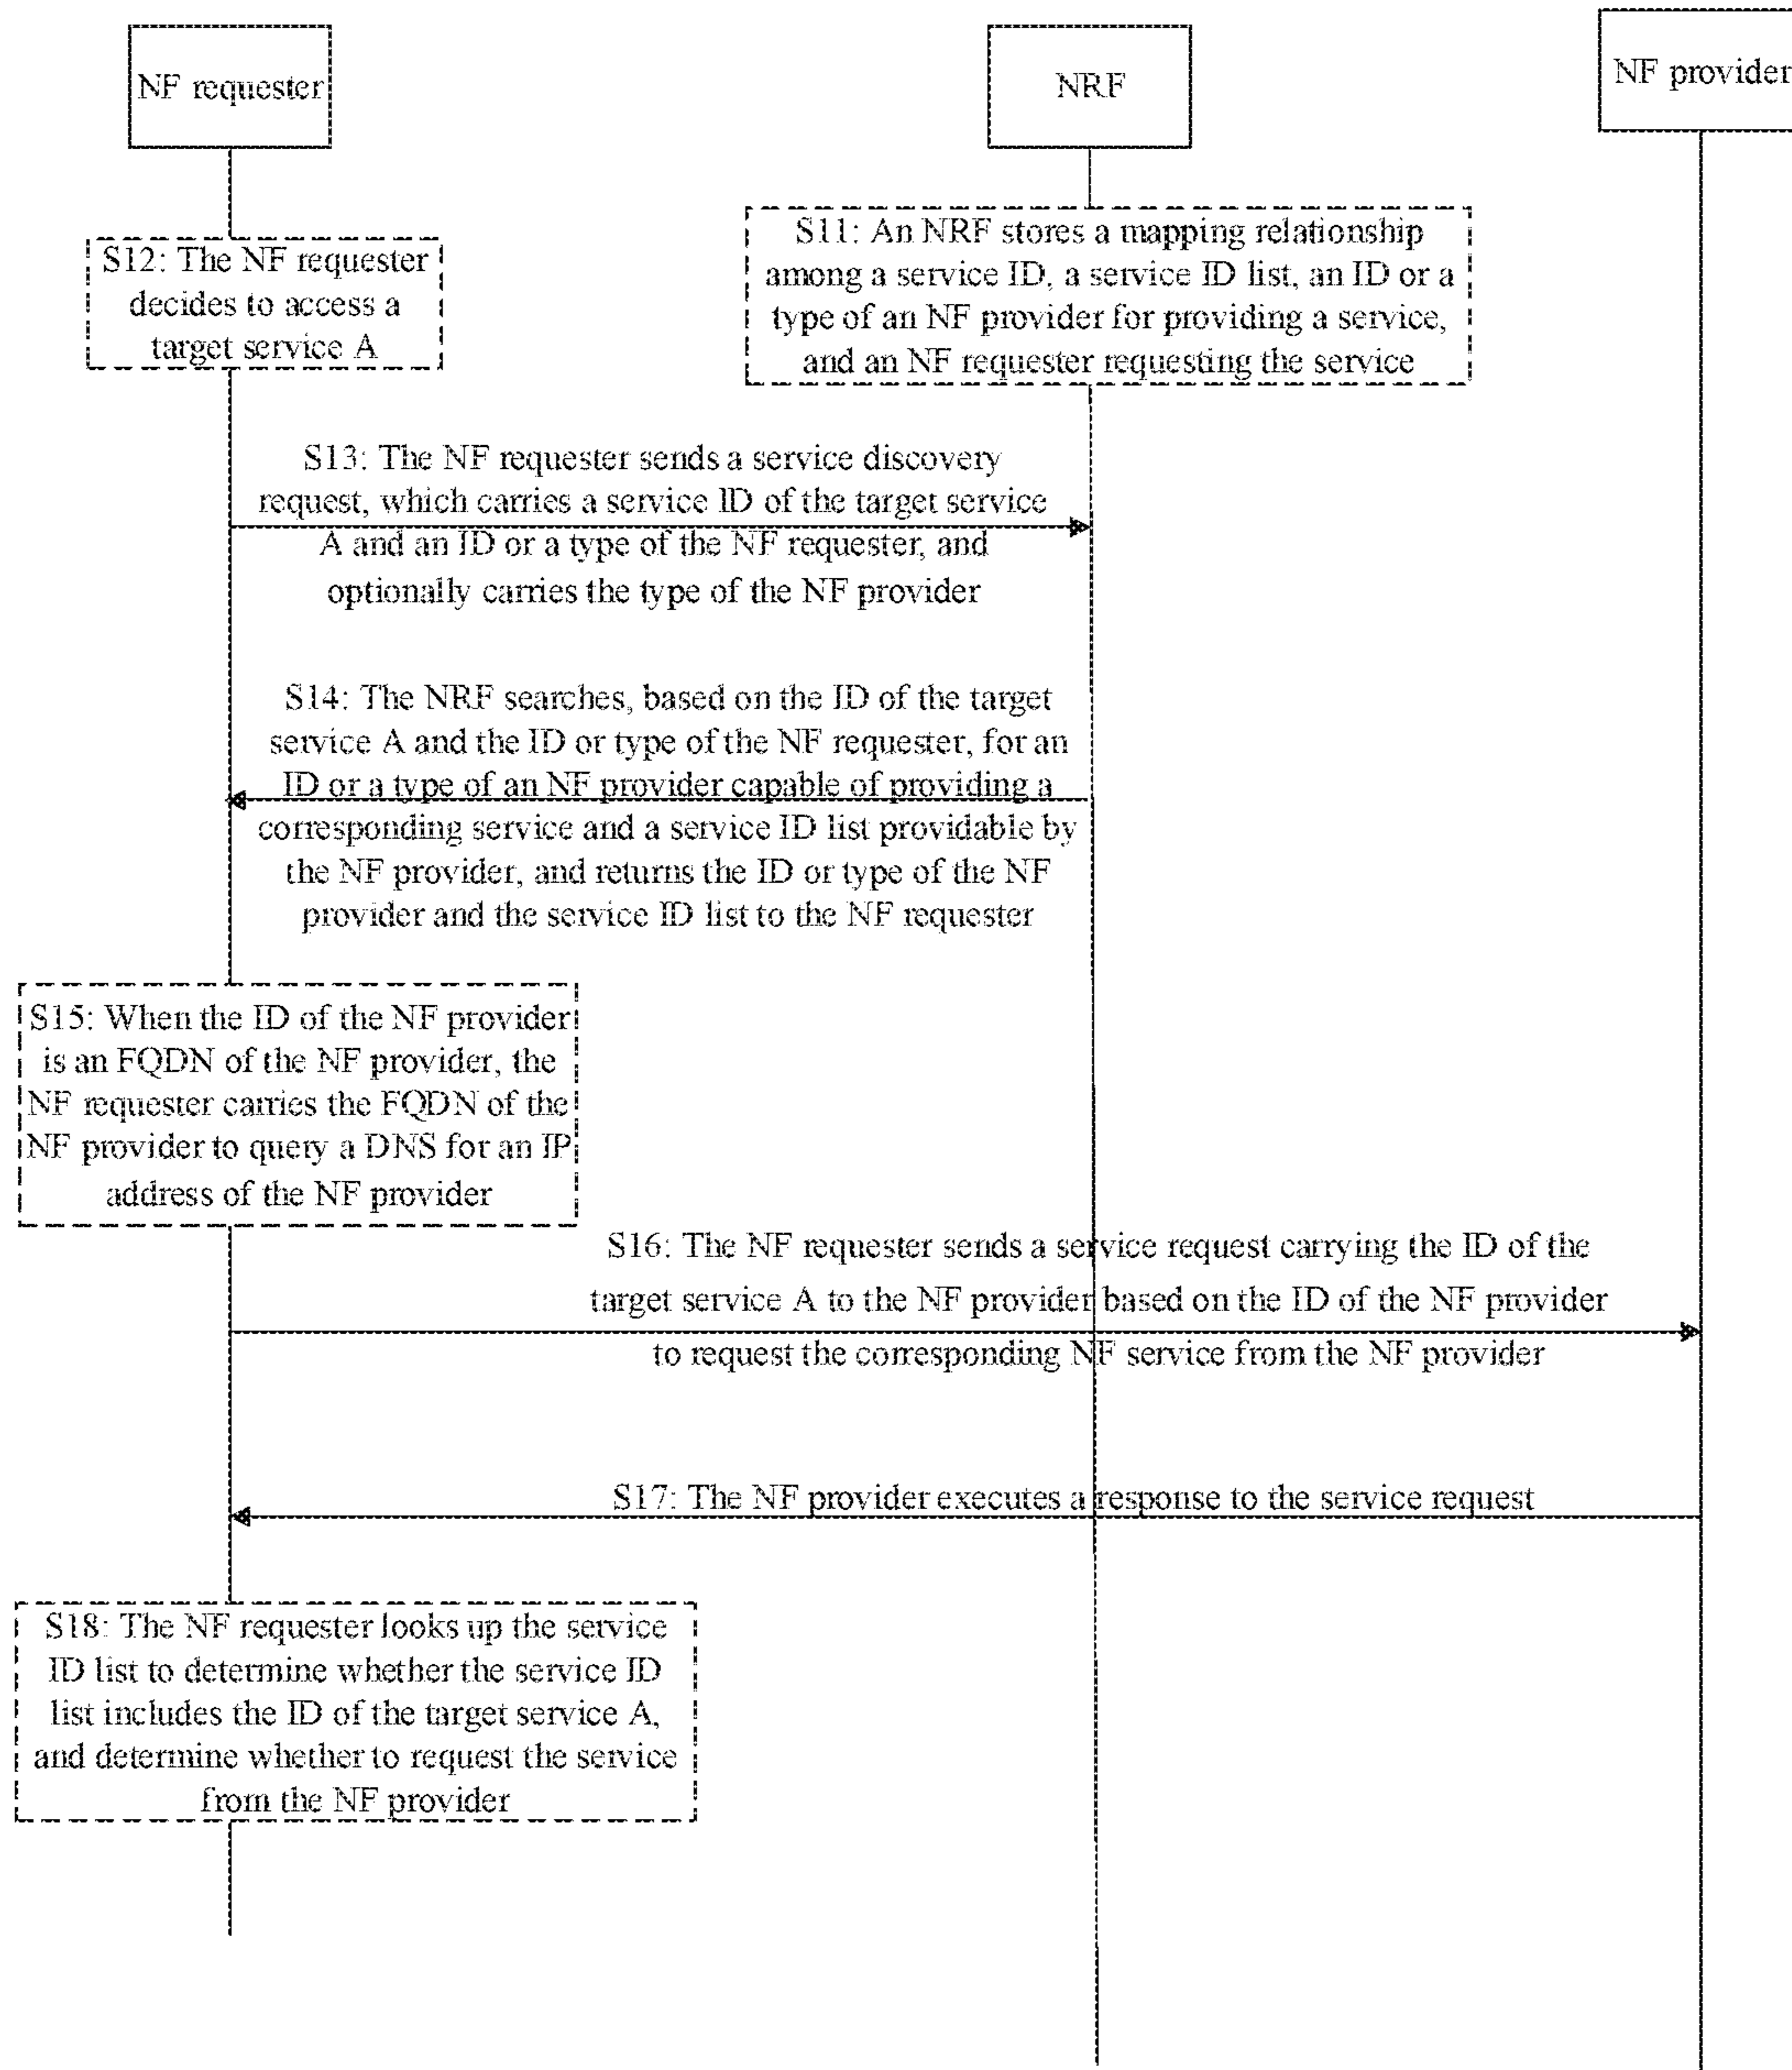 NF requester
NRF
NF provider
S11: An NRF stores a mapping relationship
among a service ID, a service ID list, an ID or a
type of an NF provider for providing a service,
and an NF requester requesting the service
S12: The NF requester
decides to access a
target service A
S13: The NF requester sends a service discovery
request, which carries a service ID of the target service
A and an ID or a type of the NF requester, and
optionally carries the type of the NF provider
S14: The NRF searches, based on the ID of the target
service A and the ID or type of the NF requester, for an
ID or a type of an NF provider capable of providing a
corresponding service and a service ID list providable by
the NF provider, and returns the ID or type of the NF
provider and the service ID list to the NF requester
S15: When the ID of the NF provider
is an FQDN of the NF provider, the
NF requester carries the FQDN of the
NF provider to query a DNS for an IP
address of the NF provider
S16: The NF requester sends a service request carrying the ID of the
target service A to the NF provider based on the ID of the NF provider
to request the corresponding NF service from the NF provider
S17: The NF provider executes a response to the service request
S18: The NF requester looks up the service
ID list to determine whether the service ID
list includes the ID of the target service A,
and determine whether to request the service
from the NF provider